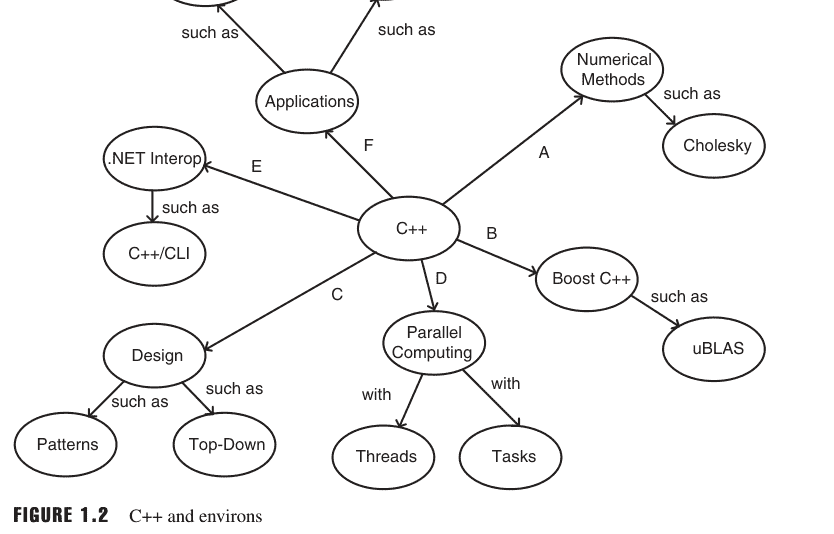 such as
such as
Numerical
Methods
such as
Applications
Cholesky
F
A
.NET Interop
E
such as
C++
B
C++/CLI
D
Boost C++
C
such as
Parallel
Computing
Design
uBLAS
such as
such as
with
with
Patterns
Top-Down
Threads
Tasks
FIGURE 1.2 C++ and environs